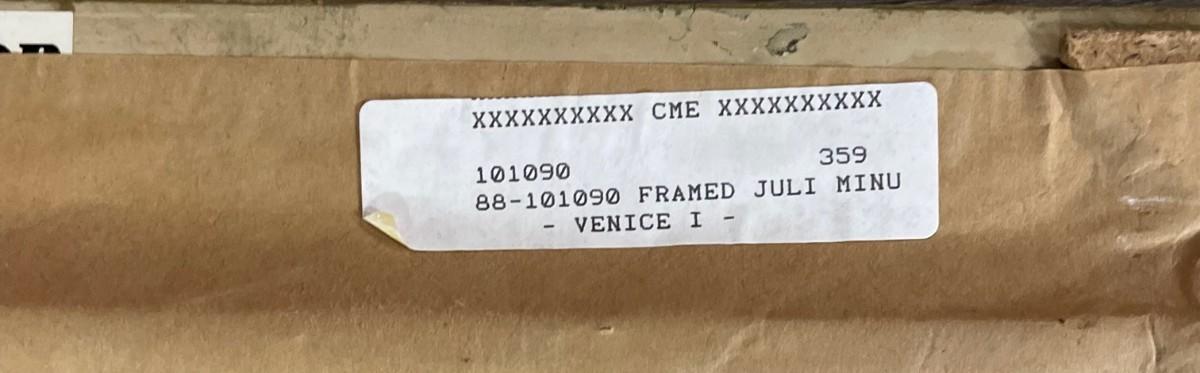 XXXXXXXXXX CME XXXXXXXXXX
101090 359
88-101090 FRAMED JULI MINU
- VENICE I -